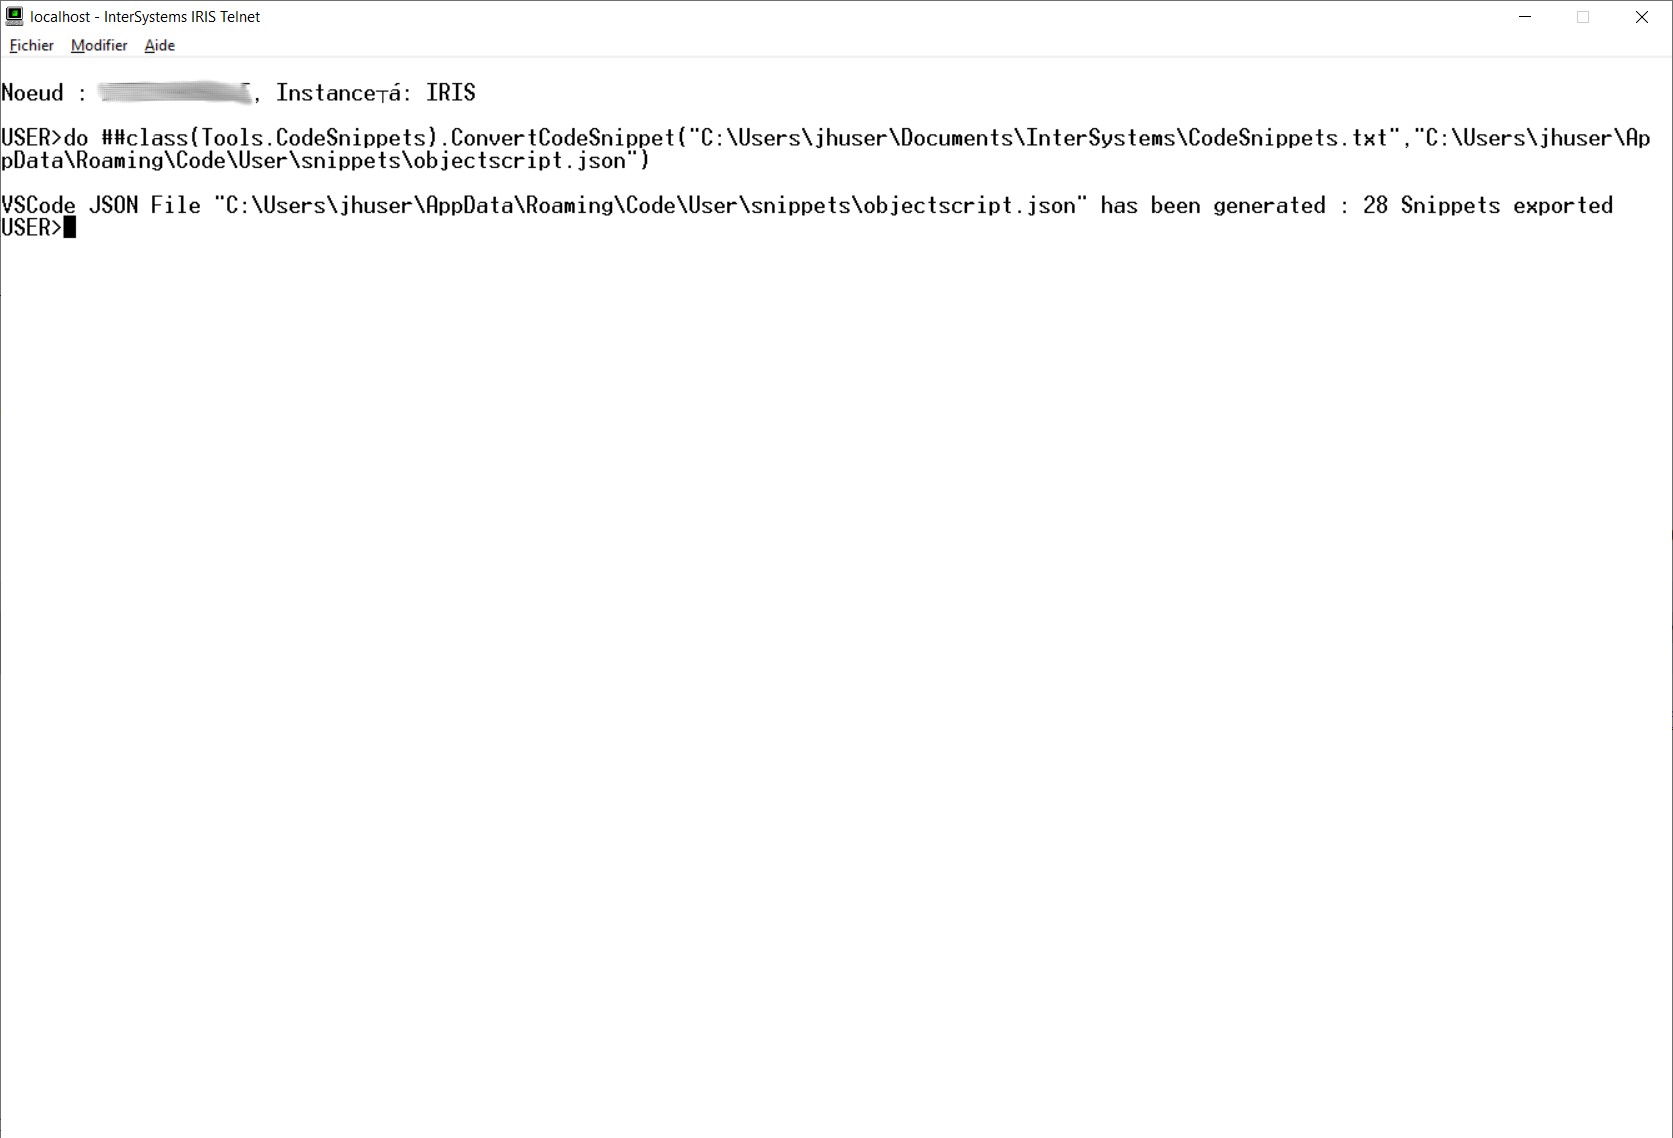 localhost - InterSystems IRIS Telnet
Fichier Modifier Aide
Noeud : , Instance┬á: IRIS
USER>do ##class(Tools.CodeSnippets).ConvertCodeSnippet("C:\Users\jhuser\Documents\InterSystems\CodeSnippets.txt","C:\Users\jhuser\Ap
pData\Roaming\Code\User\snippets\objectscript.json")
VSCode JSON File "C:\Users\jhuser\AppData\Roaming\Code\User\snippets\objectscript.json" has been generated : 28 Snippets exported
USER>